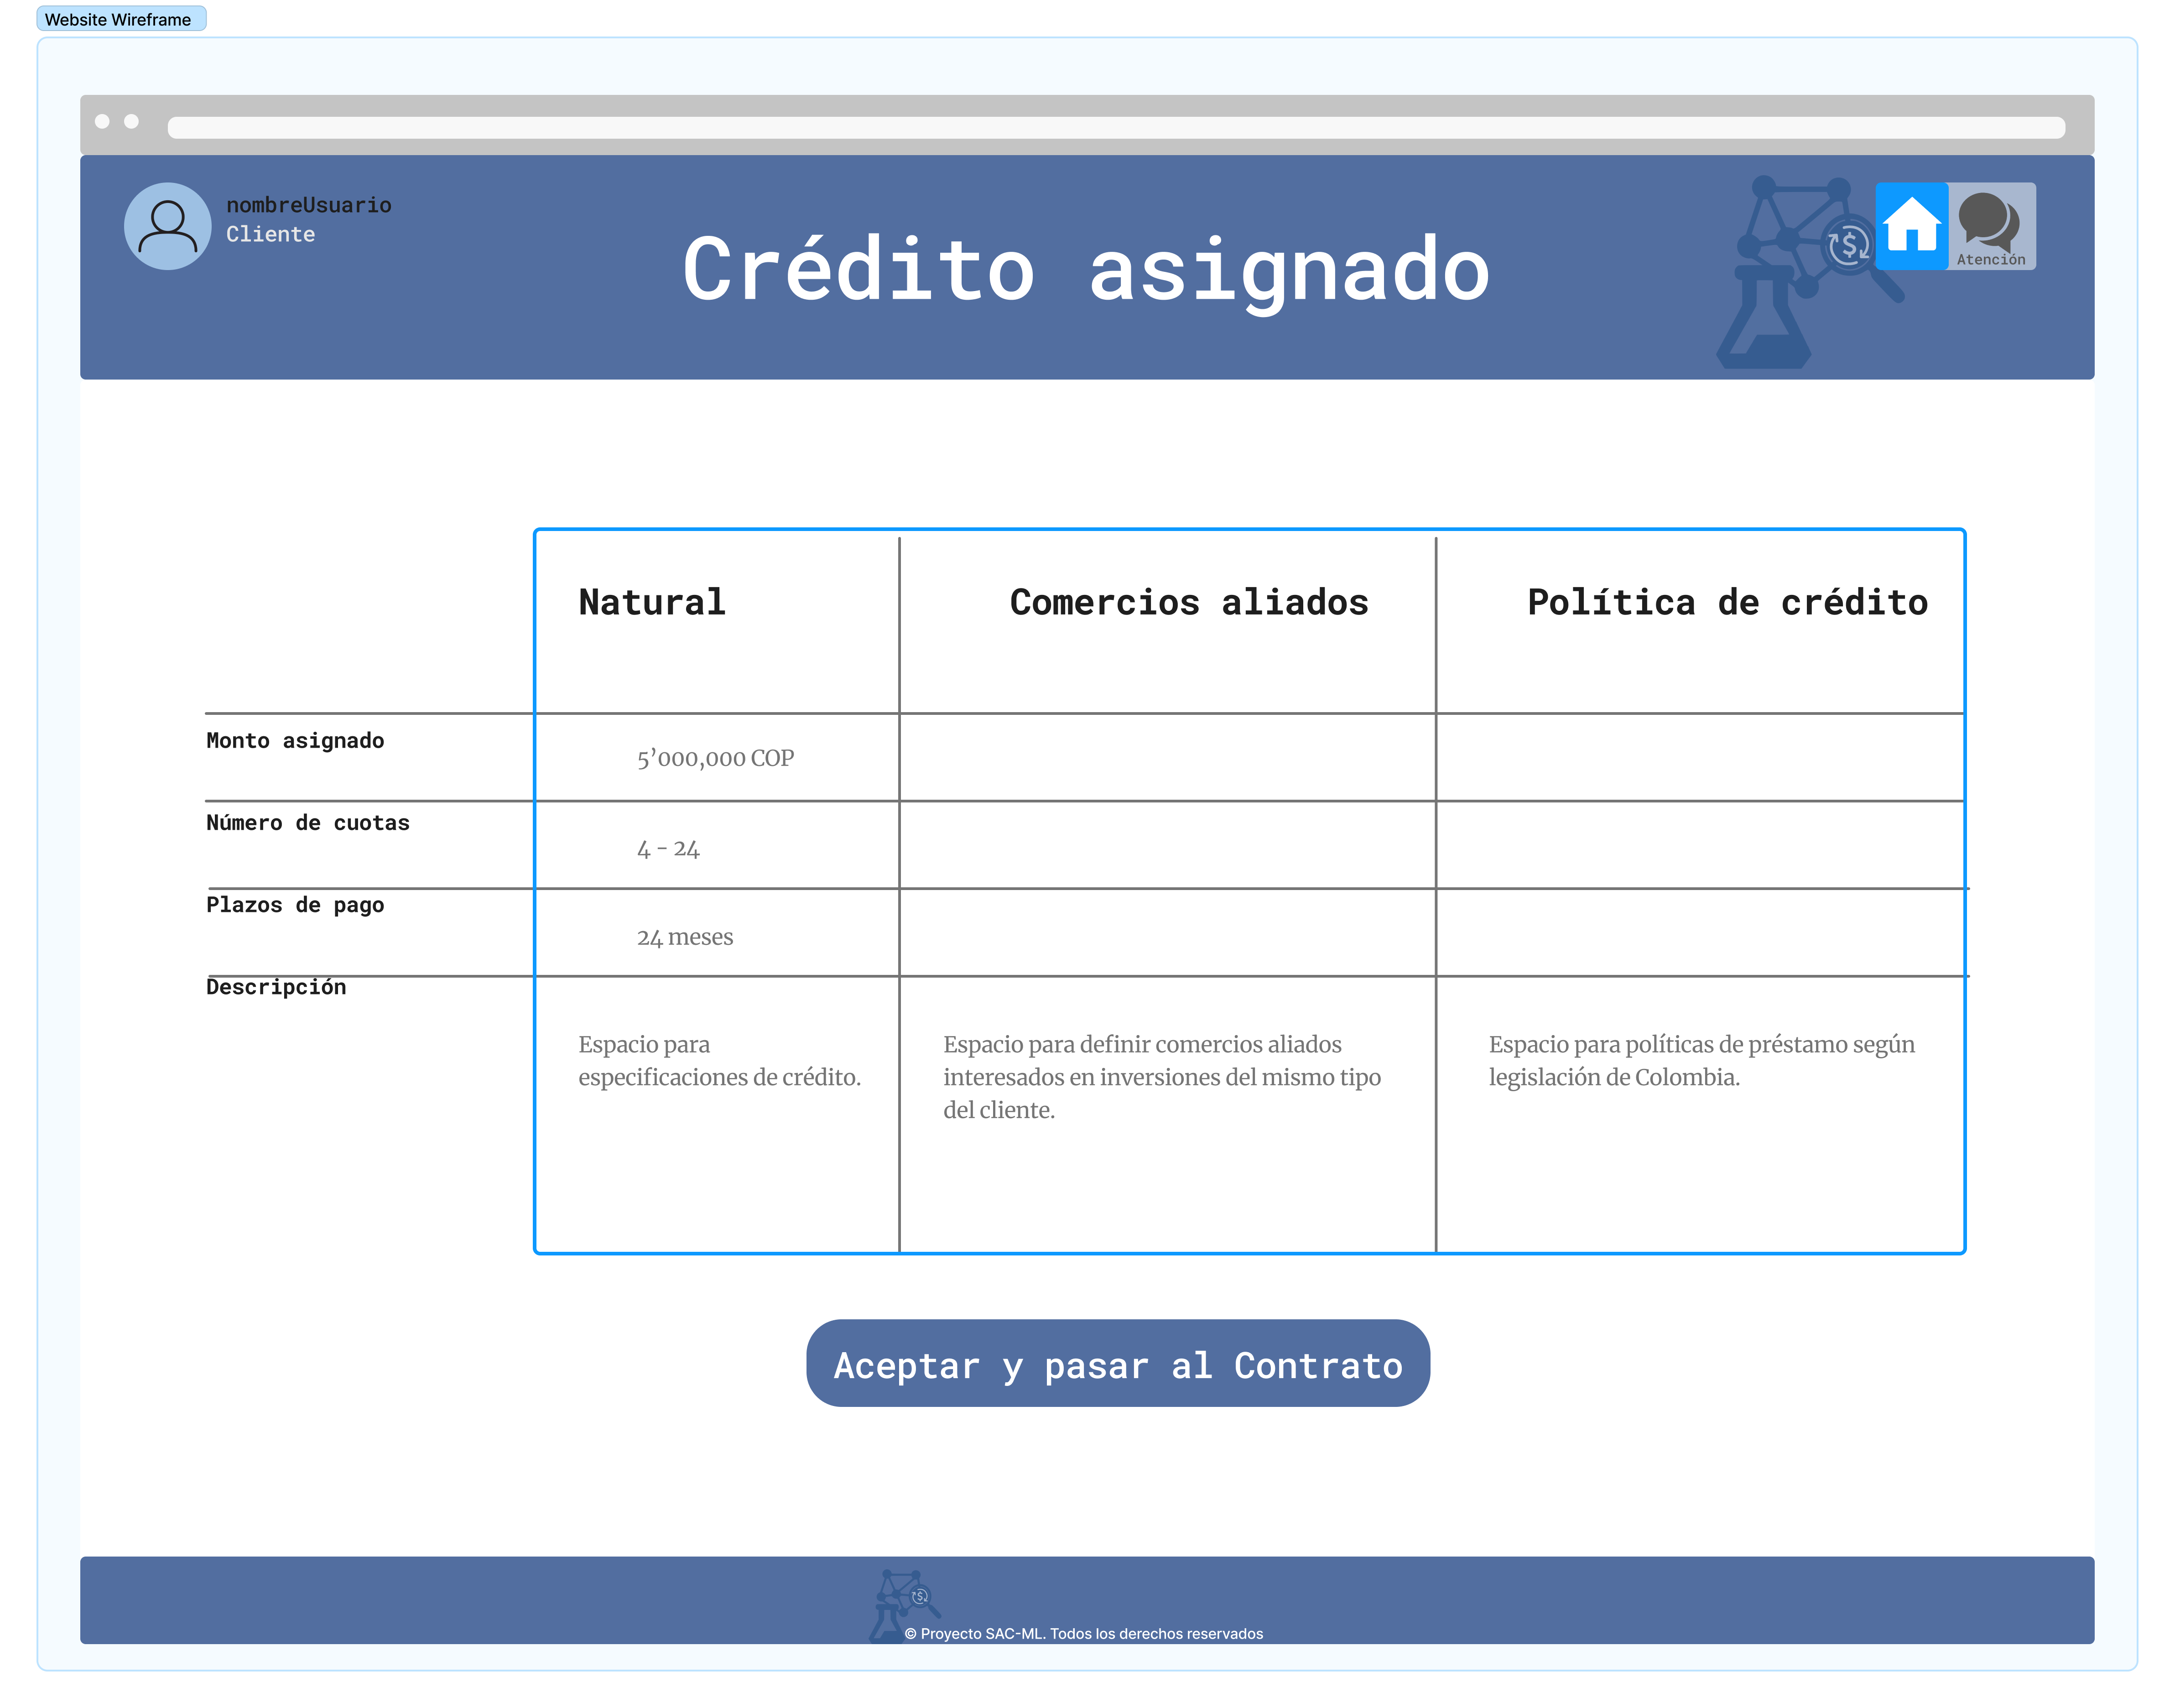 Website Wireframe
nombreUsuario
Cliente
Crédito asignado
$
Atención
Natural
Comercios aliados
Política de crédito
Monto asignado
5’000,000 COP
Número de cuotas
4 - 24
Plazos de pago
24 meses
Descripción
Espacio para
especificaciones de crédito.
Espacio para definir comercios aliados
interesados en inversiones del mismo tipo
del cliente.
Espacio para políticas de préstamo según
legislación de Colombia.
Aceptar y pasar al Contrato
$
© Proyecto SAC-ML. Todos los derechos reservados